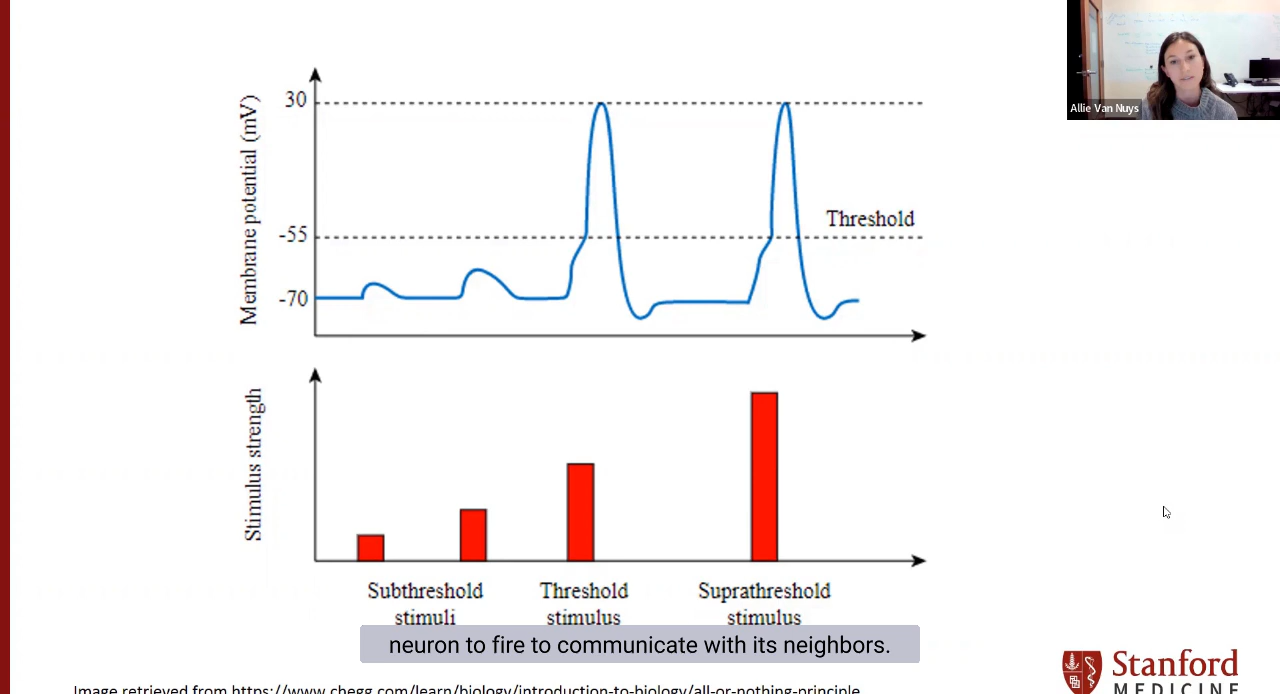 Allie Van Nuys
Membrane potential (mV)
30
-55
-70
Threshold
Stimulus strength
Subthreshold
stimuli
Threshold
stimulus
Suprathreshold
stimulus
neuron to fire to communicate with its neighbors.
Image retrieved from https://www.chegg.com/learn/biology/introduction-to-biology/all-or-nothing-principle
Stanford
MEDICINE